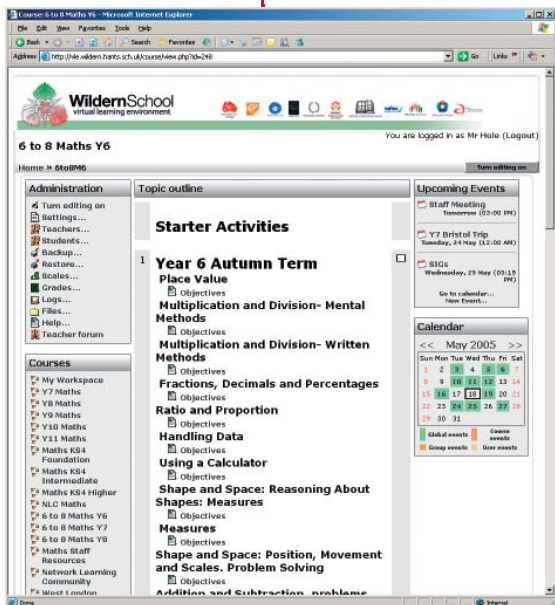 Course: 6 to 8 Maths Y6 - Microsoft Internet Explorer
File Edit View Favorites Tools Help
Back Search Favorites
Address http://vle.wildern.hants.sch.uk/course/view.php?id=248 Go Links
WildernSchool
virtual learning environment
You are logged in as Mr Hole (Logout)
6 to 8 Maths Y6
Home » 6to8M6
Turn editing on
Administration
Turn editing on
Settings...
Teachers...
Students...
Backup...
Restore...
Scales...
Grades...
Logs...
Files...
Help...
Teacher forum
Courses
My Workspace
Y7 Maths
Y8 Maths
Y9 Maths
Y10 Maths
Y11 Maths
Maths KS4
Foundation
Maths KS4
Intermediate
Maths KS4 Higher
NLC Maths
6 to 8 Maths Y6
6 to 8 Maths Y7
6 to 8 Maths Y8
Maths Staff
Resources
Network Learning
Community
West London
Topic outline
Starter Activities
1 Year 6 Autumn Term
Place Value
Objectives
Multiplication and Division- Mental
Methods
Objectives
Multiplication and Division- Written
Methods
Objectives
Fractions, Decimals and Percentages
Objectives
Ratio and Proportion
Handling Data
Objectives
Using a Calculator
Objectives
Shape and Space: Reasoning About
Shapes: Measures
Objectives
Measures
Objectives
Shape and Space: Position, Movement
and Scales. Problem Solving
Objectives
Addition and Subtraction, problems
Upcoming Events
Staff Meeting
Tomorrow (03:00 PM)
Y7 Bristol Trip
Tuesday, 24 May (12:00 AM)
SIGs
Wednesday, 25 May (03:15
PM)
Go to calendar...
New Event...
Calendar
<< May 2005 >>
Sun Mon Tue Wed Thu Fri Sat
1 2 3 4 5 6 7
8 9 10 11 12 13 14
15 16 17 18 19 20 21
22 23 24 25 26 27 28
29 30 31
Global events
Course
events
Group events
User events
Done
Internet